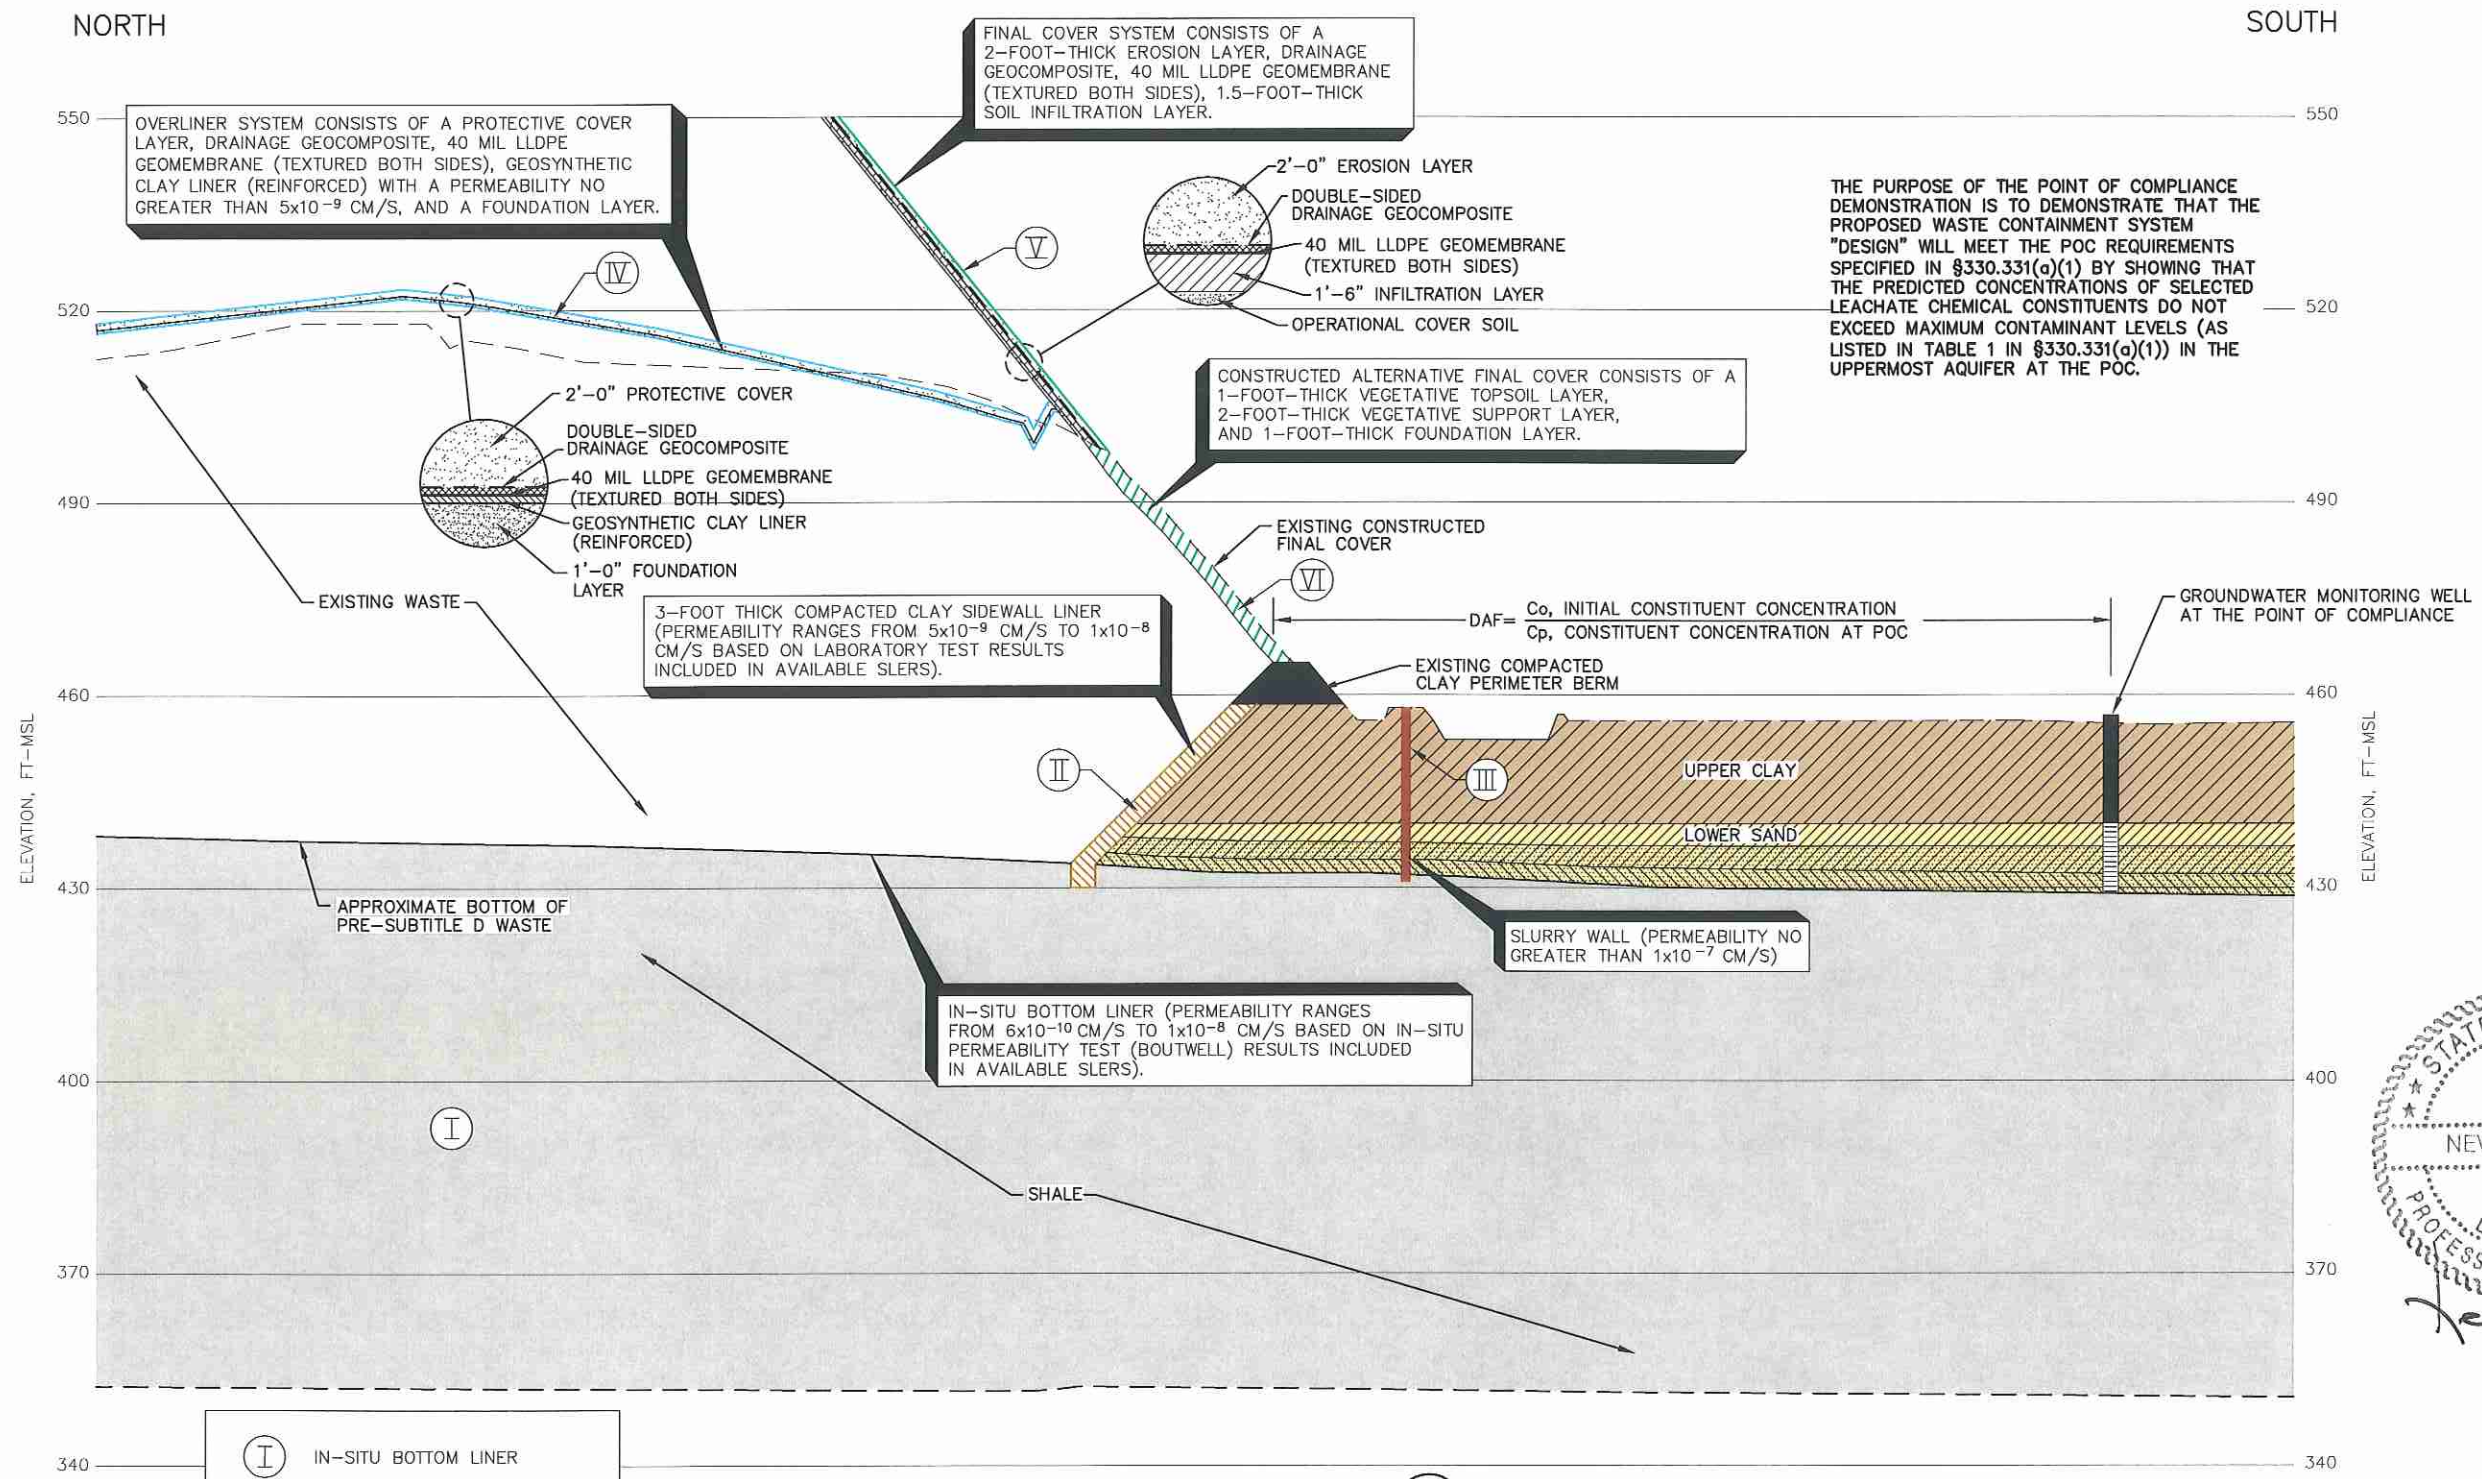 NORTH
SOUTH
FINAL COVER SYSTEM CONSISTS OF A
2-FOOT-THICK EROSION LAYER, DRAINAGE
GEOCOMPOSITE, 40 MIL LLDPE GEOMEMBRANE
(TEXTURED BOTH SIDES), 1.5-FOOT-THICK
SOIL INFILTRATION LAYER.
550
550
OVERLINER SYSTEM CONSISTS OF A PROTECTIVE COVER
LAYER, DRAINAGE GEOCOMPOSITE, 40 MIL LLDPE
GEOMEMBRANE (TEXTURED BOTH SIDES), GEOSYNTHETIC
CLAY LINER (REINFORCED) WITH A PERMEABILITY NO
GREATER THAN 5x10⁻⁹ CM/S, AND A FOUNDATION LAYER.
2'-0" EROSION LAYER
DOUBLE-SIDED
DRAINAGE GEOCOMPOSITE
40 MIL LLDPE GEOMEMBRANE
(TEXTURED BOTH SIDES)
1'-6" INFILTRATION LAYER
OPERATIONAL COVER SOIL
THE PURPOSE OF THE POINT OF COMPLIANCE
DEMONSTRATION IS TO DEMONSTRATE THAT THE
PROPOSED WASTE CONTAINMENT SYSTEM
"DESIGN" WILL MEET THE POC REQUIREMENTS
SPECIFIED IN §330.331(a)(1) BY SHOWING THAT
THE PREDICTED CONCENTRATIONS OF SELECTED
LEACHATE CHEMICAL CONSTITUENTS DO NOT
EXCEED MAXIMUM CONTAMINANT LEVELS (AS
LISTED IN TABLE 1 IN §330.331(a)(1)) IN THE
UPPERMOST AQUIFER AT THE POC.
V
IV
520
520
CONSTRUCTED ALTERNATIVE FINAL COVER CONSISTS OF A
1-FOOT-THICK VEGETATIVE TOPSOIL LAYER,
2-FOOT-THICK VEGETATIVE SUPPORT LAYER,
AND 1-FOOT-THICK FOUNDATION LAYER.
2'-0" PROTECTIVE COVER
DOUBLE-SIDED
DRAINAGE GEOCOMPOSITE
40 MIL LLDPE GEOMEMBRANE
(TEXTURED BOTH SIDES)
GEOSYNTHETIC CLAY LINER
(REINFORCED)
1'-0" FOUNDATION
LAYER
490
490
EXISTING CONSTRUCTED
FINAL COVER
VI
EXISTING WASTE
3-FOOT THICK COMPACTED CLAY SIDEWALL LINER
(PERMEABILITY RANGES FROM 5x10⁻⁹ CM/S TO 1x10⁻⁸
CM/S BASED ON LABORATORY TEST RESULTS
INCLUDED IN AVAILABLE SLERS).
DAF= Co, INITIAL CONSTITUENT CONCENTRATION
Cp, CONSTITUENT CONCENTRATION AT POC
GROUNDWATER MONITORING WELL
AT THE POINT OF COMPLIANCE
EXISTING COMPACTED
CLAY PERIMETER BERM
460
460
ELEVATION, FT-MSL
ELEVATION, FT-MSL
II
III
UPPER CLAY
LOWER SAND
430
430
APPROXIMATE BOTTOM OF
PRE-SUBTITLE D WASTE
SLURRY WALL (PERMEABILITY NO
GREATER THAN 1x10⁻⁷ CM/S)
IN-SITU BOTTOM LINER (PERMEABILITY RANGES
FROM 6x10⁻¹⁰ CM/S TO 1x10⁻⁸ CM/S BASED ON IN-SITU
PERMEABILITY TEST (BOUTWELL) RESULTS INCLUDED
IN AVAILABLE SLERS).
400
400
I
SHALE
370
370
I IN-SITU BOTTOM LINER
340
340